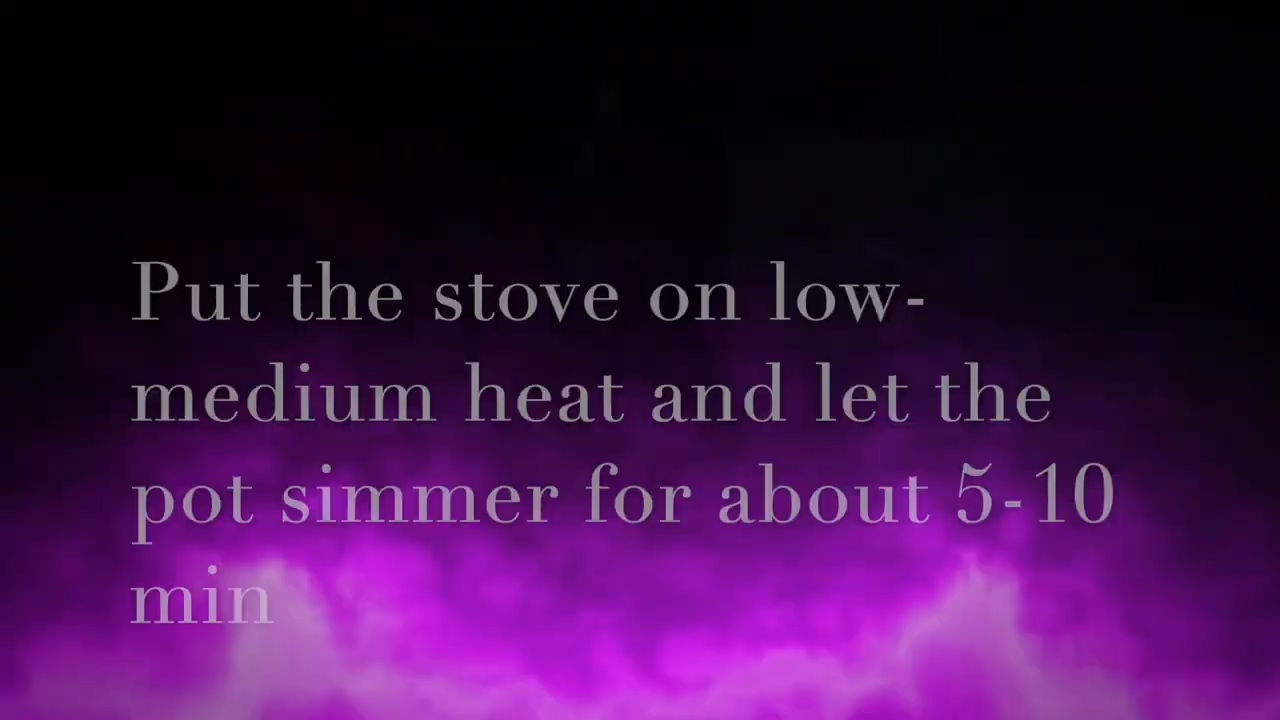 Put the stove on low-
medium heat and let the
pot simmer for about 5-10
min